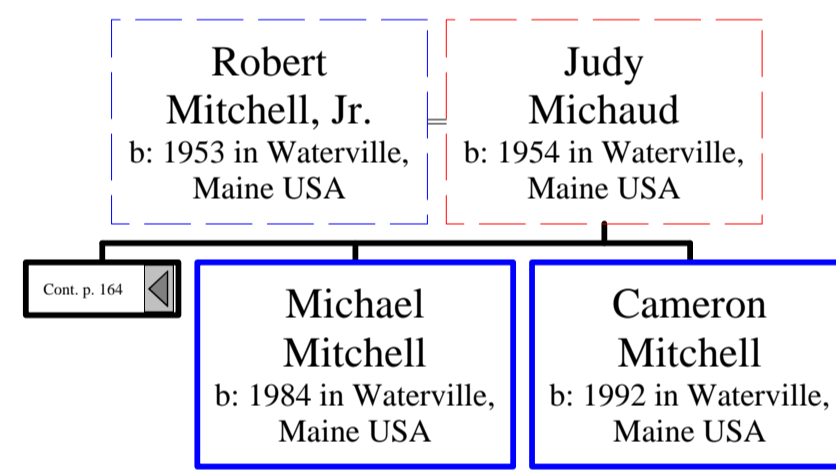 Robert
Mitchell, Jr.
b: 1953 in Waterville,
Maine USA
Judy
Michaud
b: 1954 in Waterville,
Maine USA
Cont. p. 164
Michael
Mitchell
b: 1984 in Waterville,
Maine USA
Cameron
Mitchell
b: 1992 in Waterville,
Maine USA